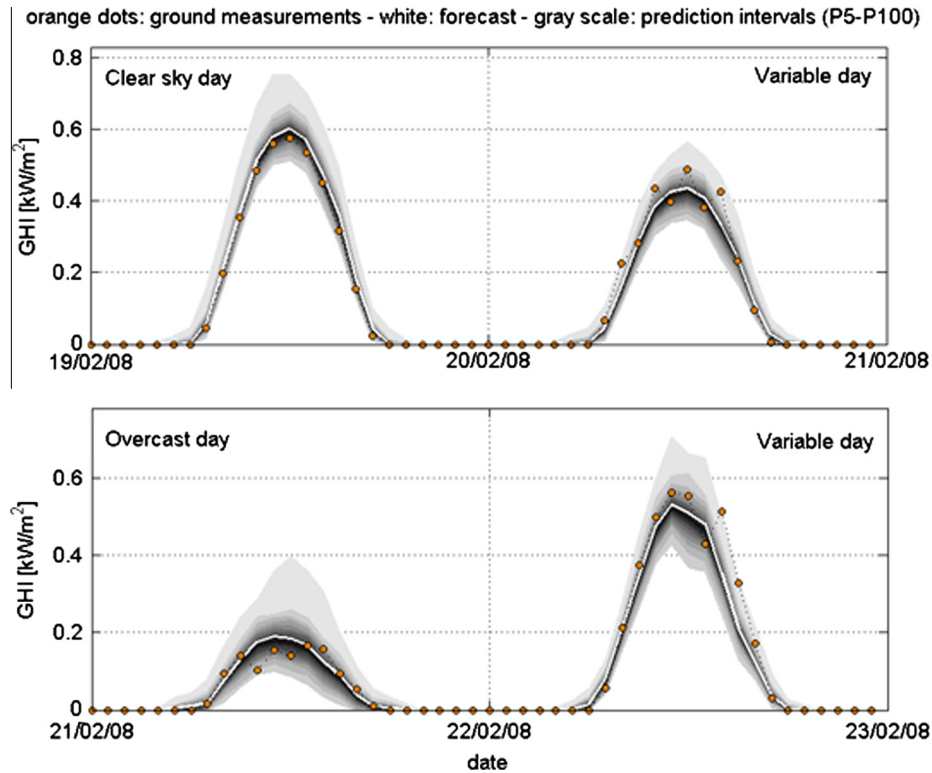 orange dots: ground measurements - white: forecast - gray scale: prediction intervals (P5-P100)
0.8
Clear sky day
Variable day
0.6
GHI [kW/m²]
0.4
0.2
0
19/02/08
20/02/08
21/02/08
Overcast day
Variable day
0.6
GHI [kW/m²]
0.4
0.2
0
21/02/08
22/02/08
23/02/08
date